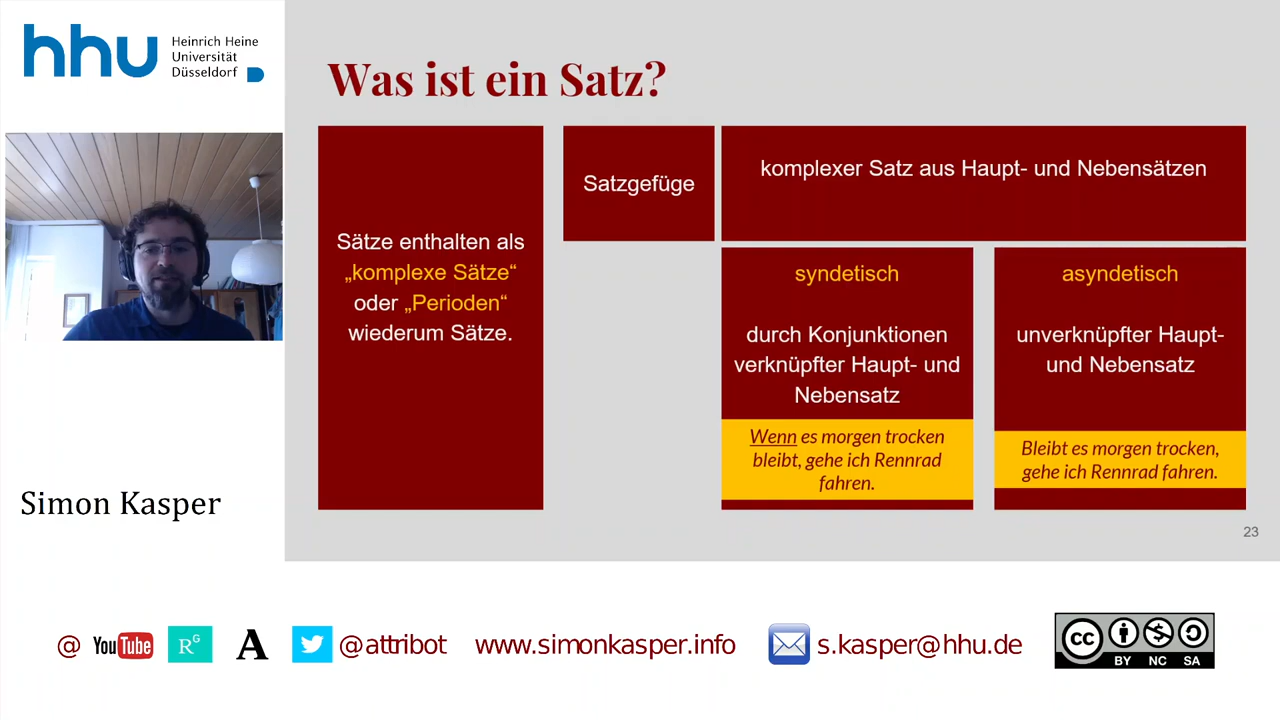 hhu
Heinrich Heine
Universität
Düsseldorf
Was ist ein Satz?
Sätze enthalten als
„komplexe Sätze“
oder „Perioden“
wiederum Sätze.
Satzgefüge
komplexer Satz aus Haupt- und Nebensätzen
syndetisch
durch Konjunktionen
verknüpfter Haupt- und
Nebensatz
Wenn es morgen trocken
bleibt, gehe ich Rennrad
fahren.
asyndetisch
unverknüpfter Haupt-
und Nebensatz
Bleibt es morgen trocken,
gehe ich Rennrad fahren.
Simon Kasper
23
@ YouTube RG A @attribot www.simonkasper.info s.kasper@hhu.de
cc BY NC SA